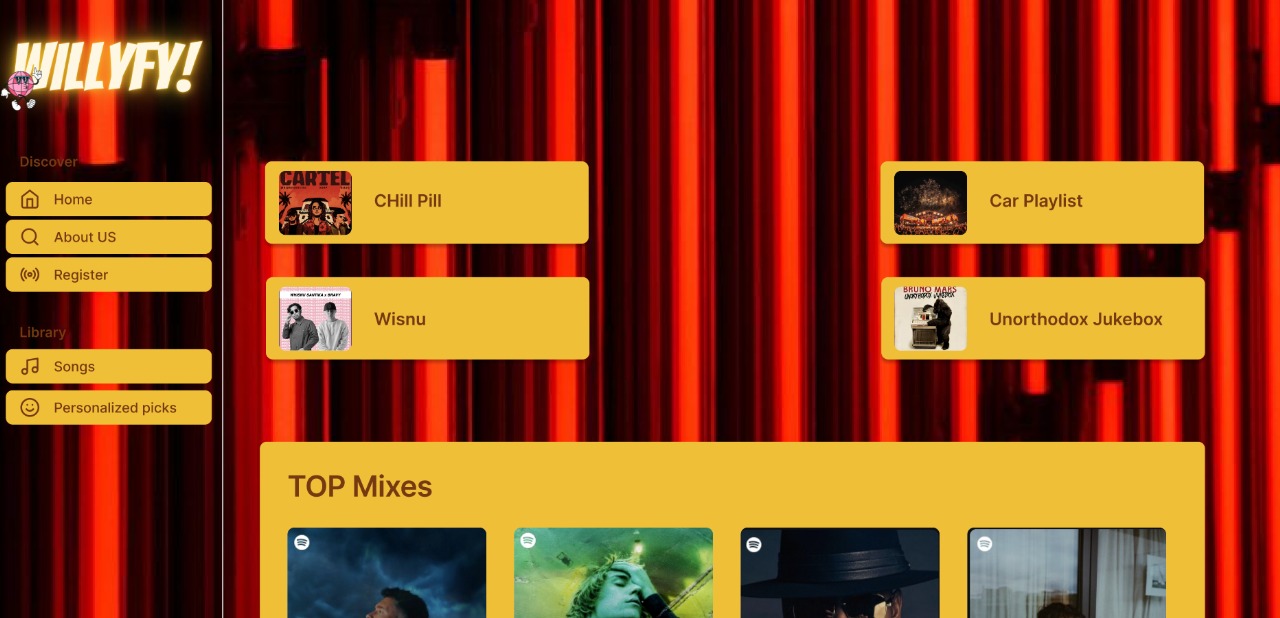 WILLYFY!
Discover
Home
About US
Register
Library
Songs
Personalized picks
CARTEL
CHill Pill
Car Playlist
Wisnu
BRUNO MARS
UNORTHODOX JUKEBOX
Unorthodox Jukebox
TOP Mixes